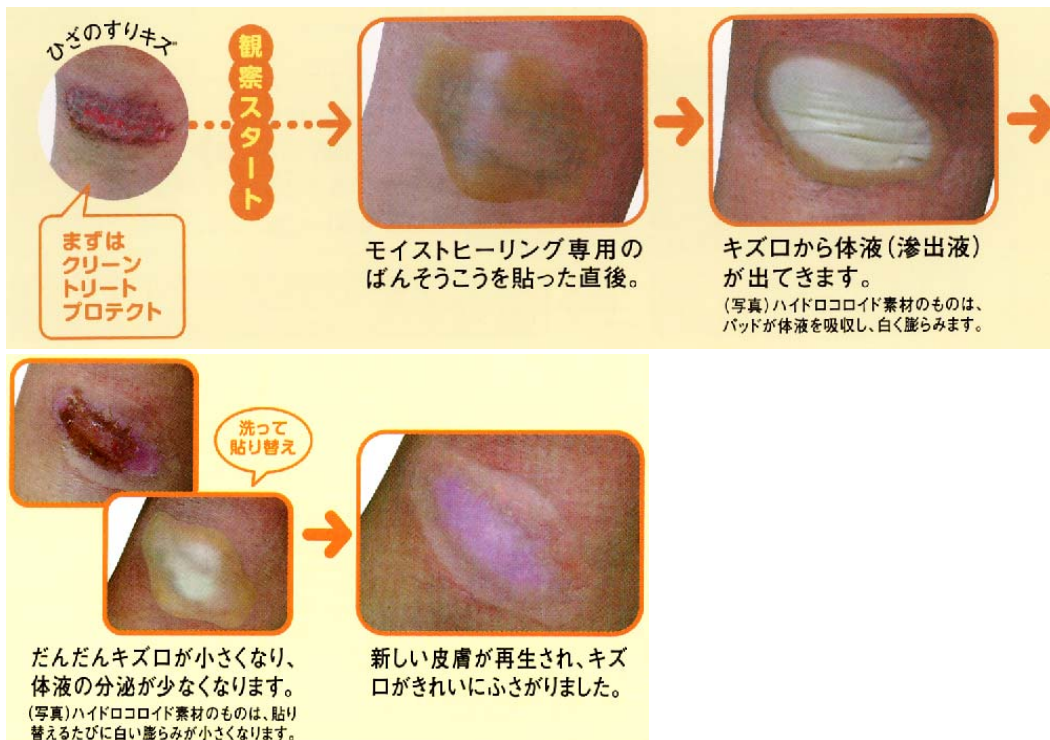 ひざのすりキズ
観察スタート
まずは
クリーン
トリート
プロテクト
モイストヒーリング専用の
ばんそうこうを貼った直後。
キズ口から体液(滲出液)
が出てきます。
(写真)ハイドロコロイド素材のものは、
パッドが体液を吸収し、白く膨らみます。
洗って
貼り替え
だんだんキズ口が小さくなり、
体液の分泌が少なくなります。
(写真)ハイドロコロイド素材のものは、貼り
替えるたびに白い膨らみが小さくなります。
新しい皮膚が再生され、キズ
口がきれいにふさがりました。